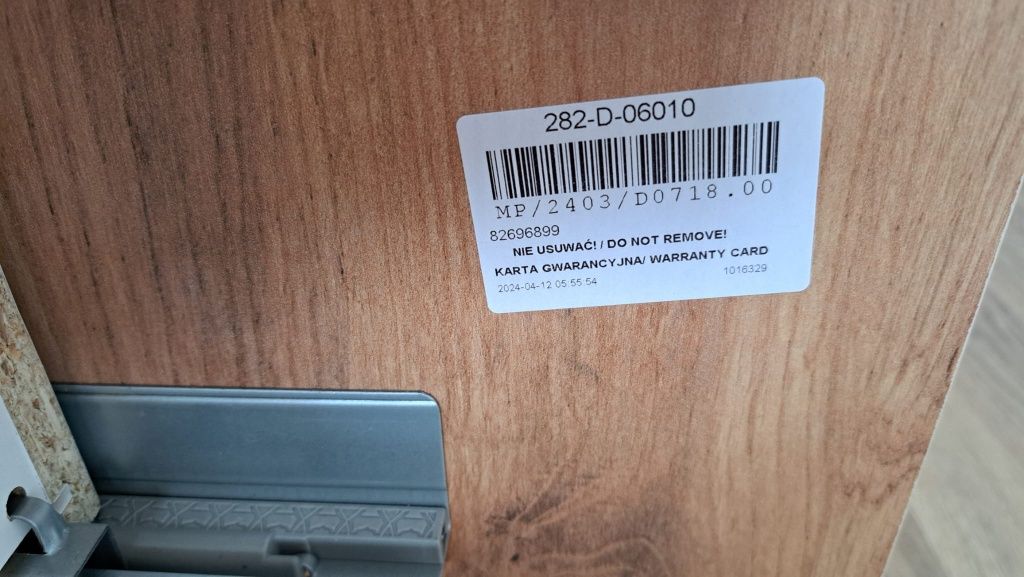 282-D-06010
MP/2403/D0718.00
82696899
NIE USUWAĆ! / DO NOT REMOVE!
KARTA GWARANCYJNA/ WARRANTY CARD
2024-04-12 05:55:54 1016329